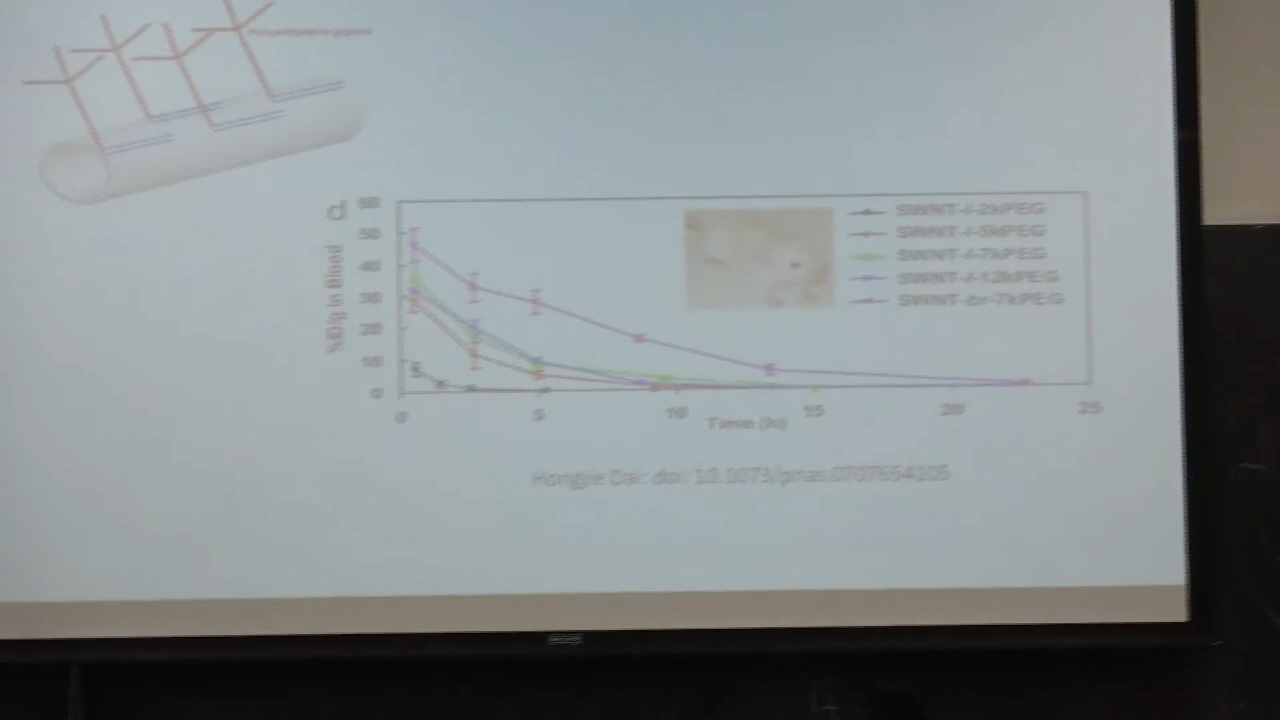 d
60
50
40
30
20
10
0
%ID/g in Blood
SWNT-l-2kPEG
SWNT-l-5kPEG
SWNT-l-7kPEG
SWNT-l-12kPEG
SWNT-br-7kPEG
0 5 10 15 20 25
Time (h)
Hongjie Dai: doi: 10.1073/pnas.0707654105